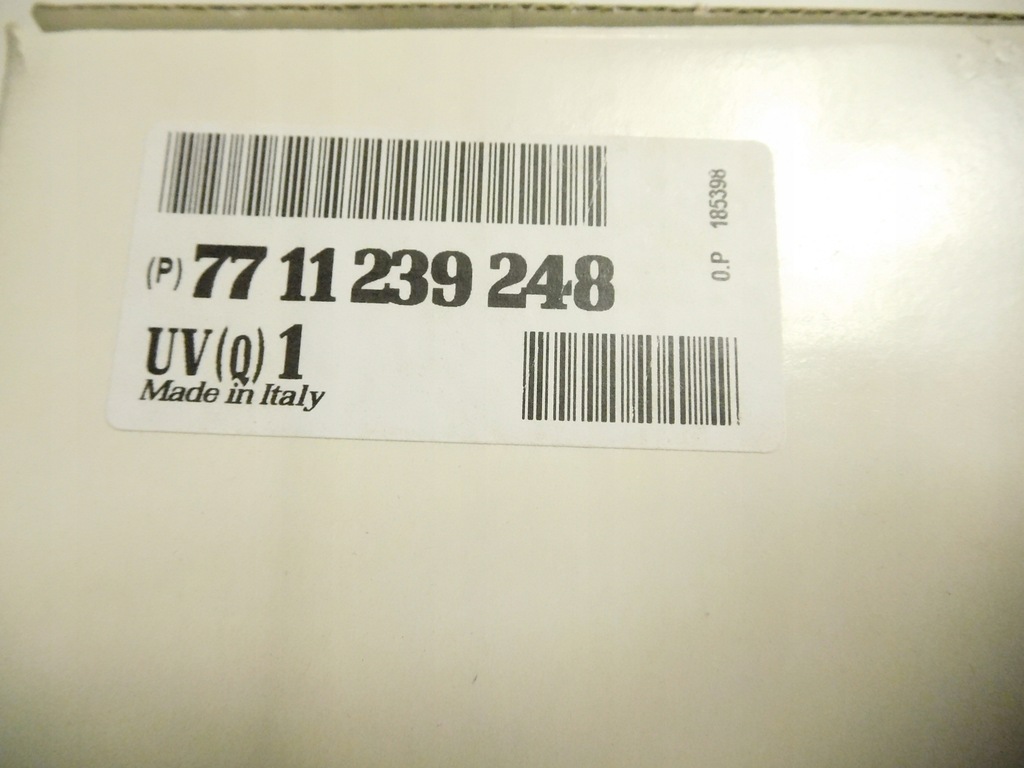 (P) 77 11 239 248
UV(Q) 1
Made in Italy
O.P 185398